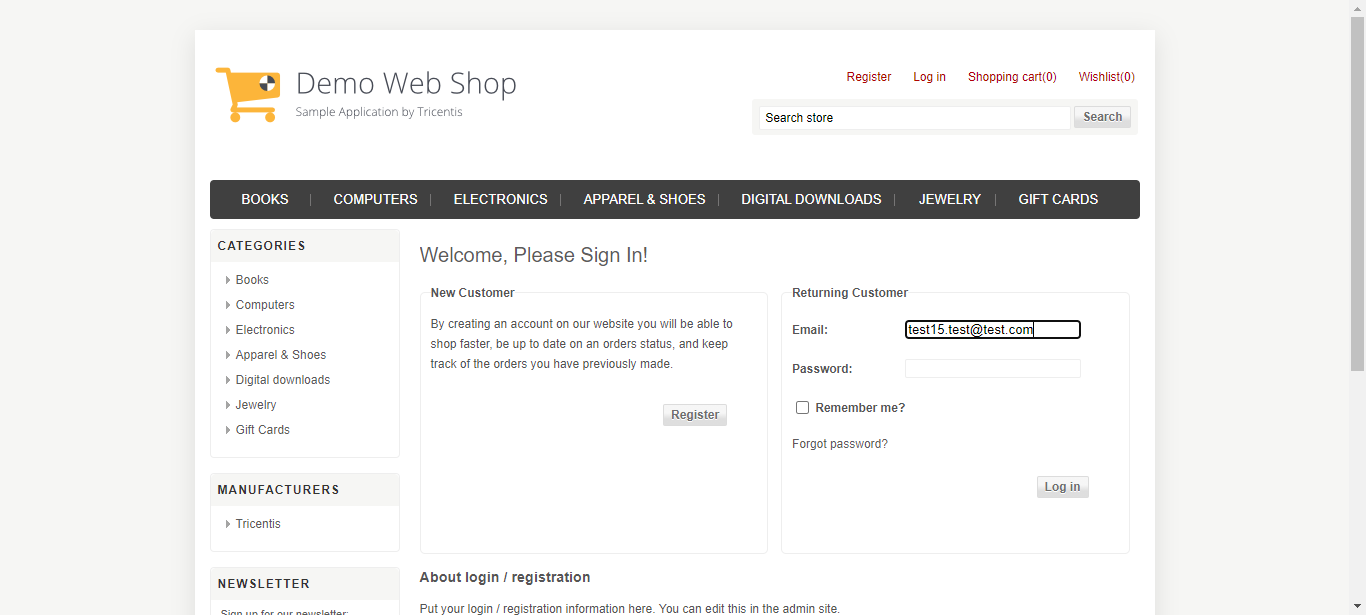 Demo Web Shop
Sample Application by Tricentis
Register Log in Shopping cart(0) Wishlist(0)
Search store Search
BOOKS COMPUTERS ELECTRONICS APPAREL & SHOES DIGITAL DOWNLOADS JEWELRY GIFT CARDS
CATEGORIES
Books
Computers
Electronics
Apparel & Shoes
Digital downloads
Jewelry
Gift Cards
MANUFACTURERS
Tricentis
NEWSLETTER
Sign up for our newsletter:
Welcome, Please Sign In!
New Customer
By creating an account on our website you will be able to
shop faster, be up to date on an orders status, and keep
track of the orders you have previously made.
Register
Returning Customer
Email: test15.test@test.com
Password:
Remember me?
Forgot password?
Log in
About login / registration
Put your login / registration information here. You can edit this in the admin site.